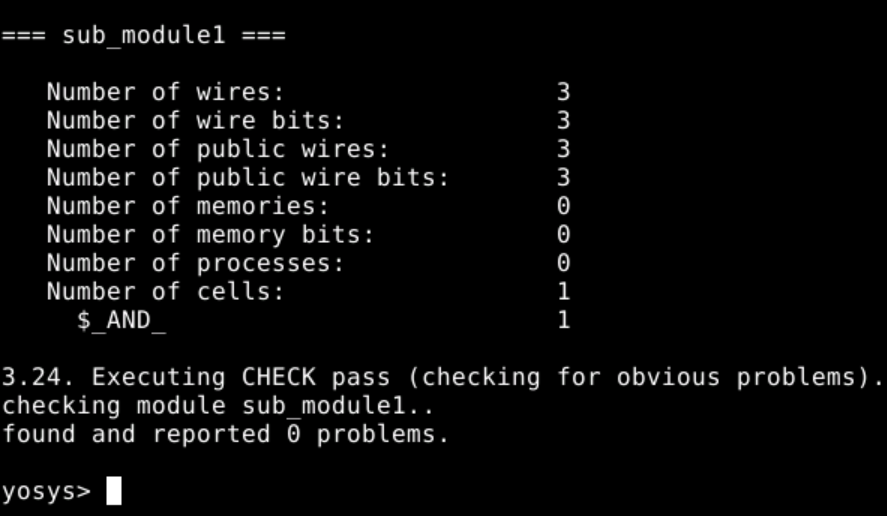 === sub_module1 ===
Number of wires: 3
Number of wire bits: 3
Number of public wires: 3
Number of public wire bits: 3
Number of memories: 0
Number of memory bits: 0
Number of processes: 0
Number of cells: 1
$_AND_ 1
3.24. Executing CHECK pass (checking for obvious problems).
checking module sub_module1..
found and reported 0 problems.
yosys>